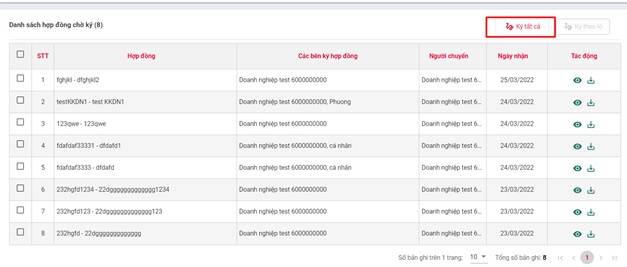 Danh sách hợp đồng chờ ký (8)
Ký tất cả
Ký theo lô
STT Hợp đồng Các bên ký hợp đồng Người chuyển Ngày nhận Tác động
1 fghjkl - dfghjkl2 Doanh nghiệp test 6000000000 Doanh nghiệp test 6... 25/03/2022
2 testKKDN1 - test KKDN1 Doanh nghiệp test 6000000000, Phuong Doanh nghiệp test 6... 24/03/2022
3 123qwe - 123qwe Doanh nghiệp test 6000000000 Doanh nghiệp test 6... 24/03/2022
4 fdafdaf33331 - dfdafd1 Doanh nghiệp test 6000000000, cá nhân Doanh nghiệp test 6... 24/03/2022
5 fdafdaf3333 - dfdafd Doanh nghiệp test 6000000000, cá nhân Doanh nghiệp test 6... 24/03/2022
6 232hgfd1234 - 22dggggggggggggg1234 Doanh nghiệp test 6000000000 Doanh nghiệp test 6... 23/03/2022
7 232hgfd123 - 22dggggggggggggg123 Doanh nghiệp test 6000000000 Doanh nghiệp test 6... 23/03/2022
8 232hgfd - 22dggggggggggggg Doanh nghiệp test 6000000000 Doanh nghiệp test 6... 23/03/2022
Số bản ghi trên 1 trang: 10 Tổng số bản ghi: 8 1